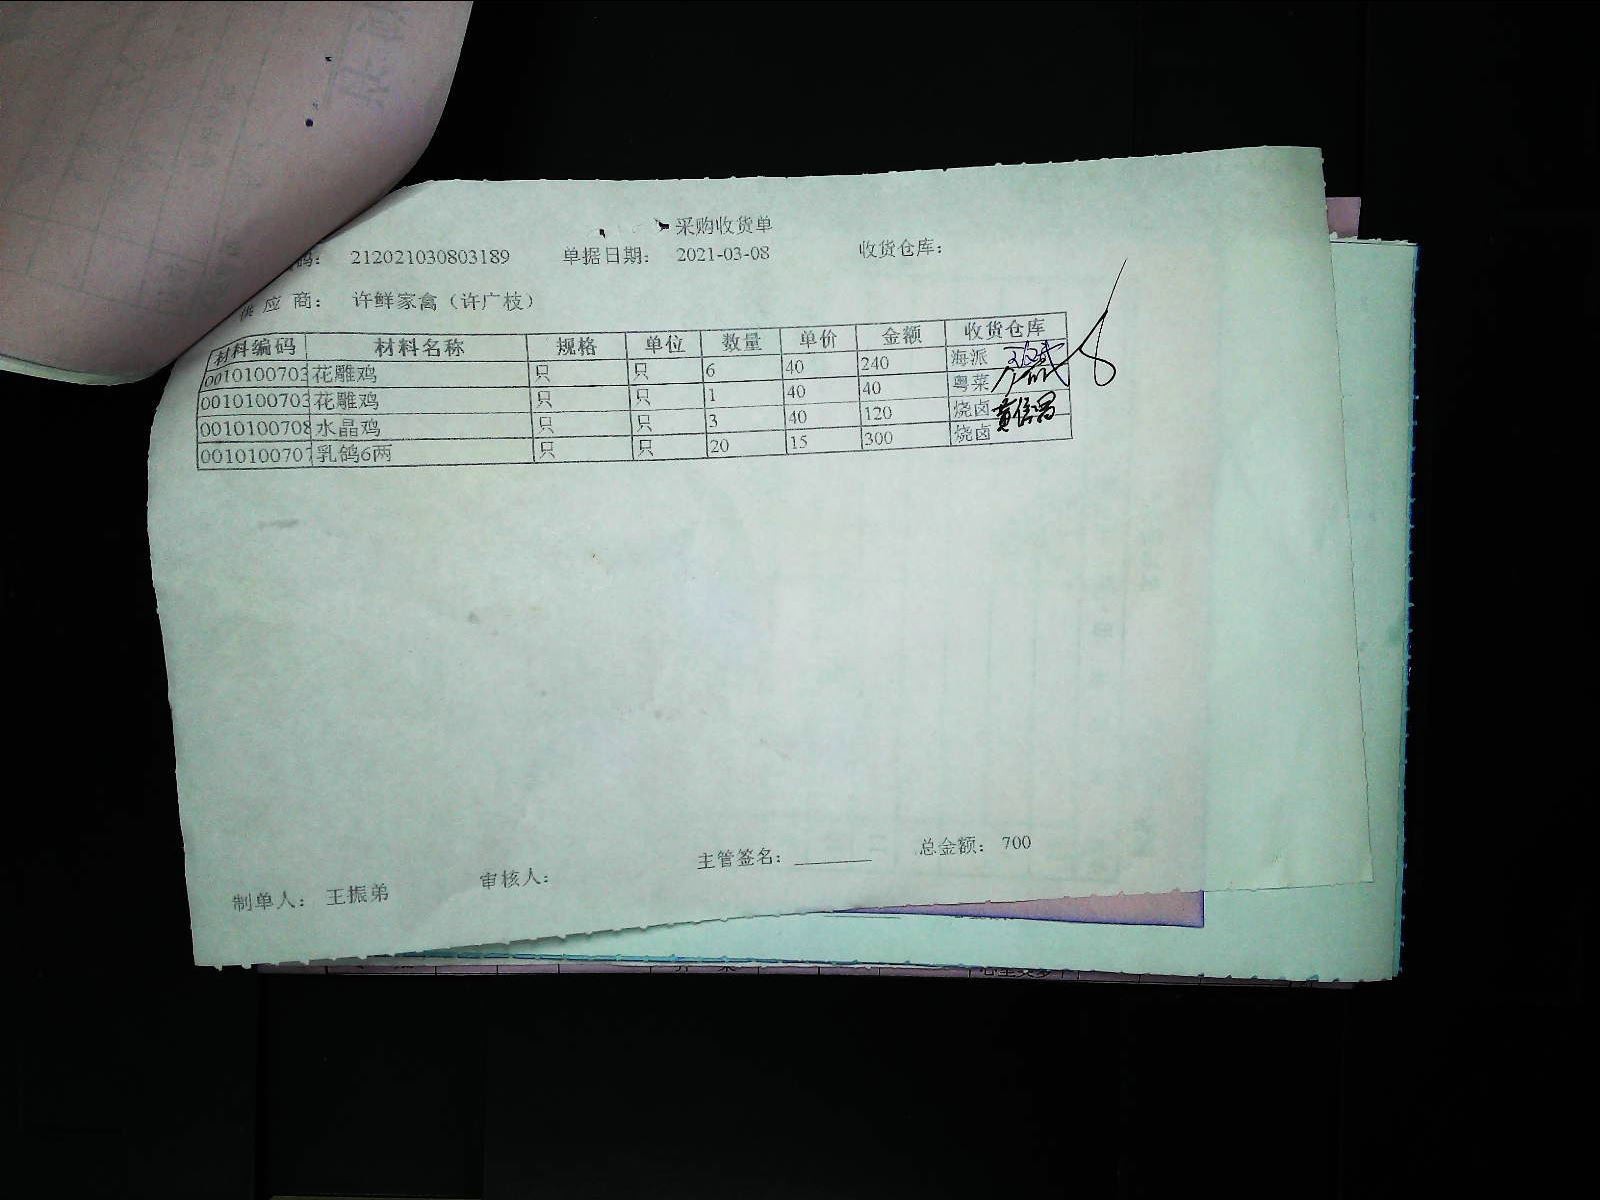 采购收货单
码: 212021030803189 单据日期: 2021-03-08 收货仓库:
供应商: 许鲜家禽（许广枝）
材料编码 材料名称 规格 单位 数量 单价 金额 收货仓库
0010100703 花雕鸡 只 只 6 40 240 海派
0010100703 花雕鸡 只 只 1 40 40 粤菜
0010100708 水晶鸡 只 只 3 40 120 烧卤
0010100707 乳鸽6两 只 只 20 15 300 烧卤
主管签名: ________ 总金额: 700
制单人: 王振弟 审核人: